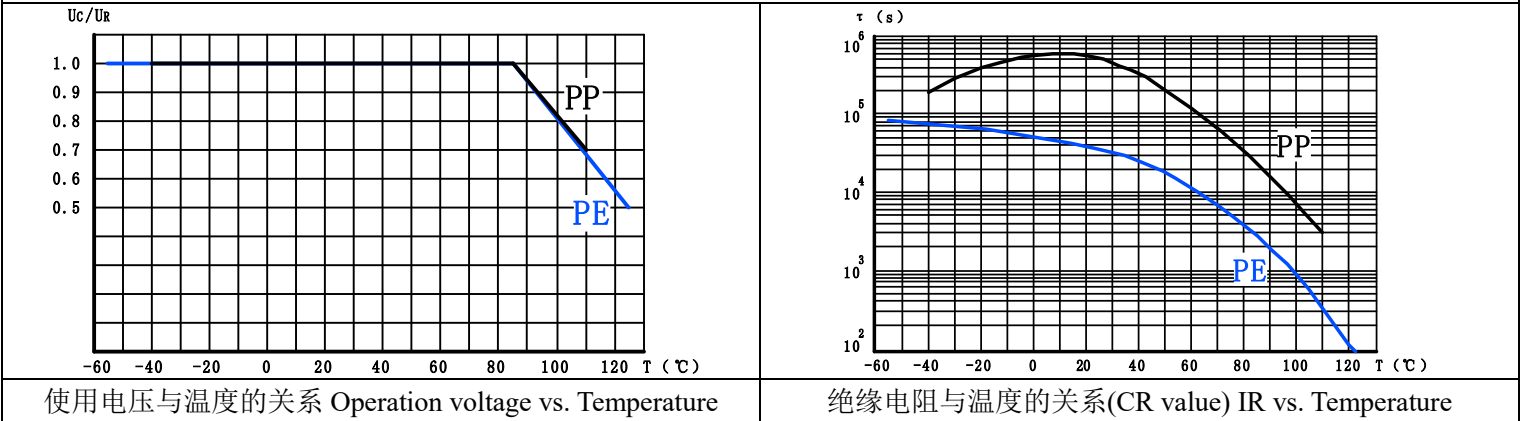 UC/UR
1.0
0.9
0.8
0.7
0.6
0.5
PP
PE
-60 -40 -20 0 20 40 60 80 100 120 T (℃)
使用电压与温度的关系 Operation voltage vs. Temperature
τ (s)
10^6
10^5
10^4
10^3
10^2
PP
PE
-60 -40 -20 0 20 40 60 80 100 120 T (℃)
绝缘电阻与温度的关系(CR value) IR vs. Temperature